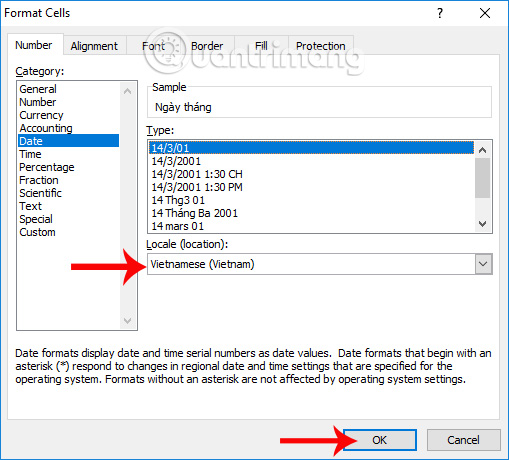 Format Cells
?
Number Alignment Font Border Fill Protection
Quantrimang
Category:
General
Number
Currency
Accounting
Date
Time
Percentage
Fraction
Scientific
Text
Special
Custom
Sample
Ngày tháng
Type:
14/3/01
14/3/2001
14/3/2001 1:30 CH
14/3/2001 1:30 PM
14 Thg3 01
14 Tháng Ba 2001
14 mars 01
Locale (location):
Vietnamese (Vietnam)
Date formats display date and time serial numbers as date values. Date formats that begin with an
asterisk (*) respond to changes in regional date and time settings that are specified for the
operating system. Formats without an asterisk are not affected by operating system settings.
OK Cancel